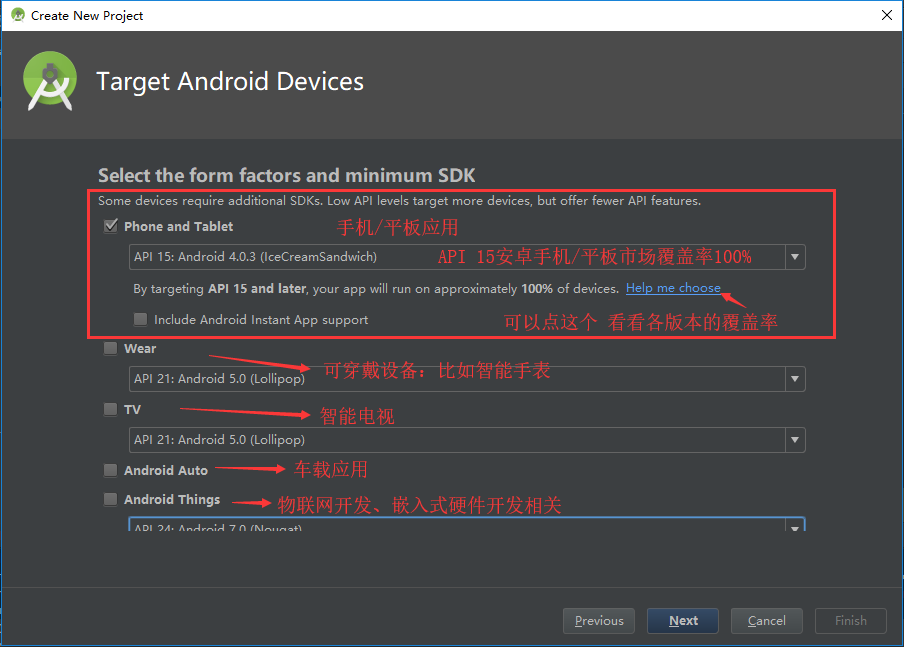 Create New Project
Target Android Devices
Select the form factors and minimum SDK
Some devices require additional SDKs. Low API levels target more devices, but offer fewer API features.
Phone and Tablet 手机/平板应用
API 15: Android 4.0.3 (IceCreamSandwich) API 15安卓手机/平板市场覆盖率100%
By targeting API 15 and later, your app will run on approximately 100% of devices. Help me choose
Include Android Instant App support 可以点这个 看看各版本的覆盖率
Wear
API 21: Android 5.0 (Lollipop) 可穿戴设备：比如智能手表
TV 智能电视
API 21: Android 5.0 (Lollipop)
Android Auto 车载应用
Android Things 物联网开发、嵌入式硬件开发相关
API 24: Android 7.0 (Nougat)
Previous Next Cancel Finish